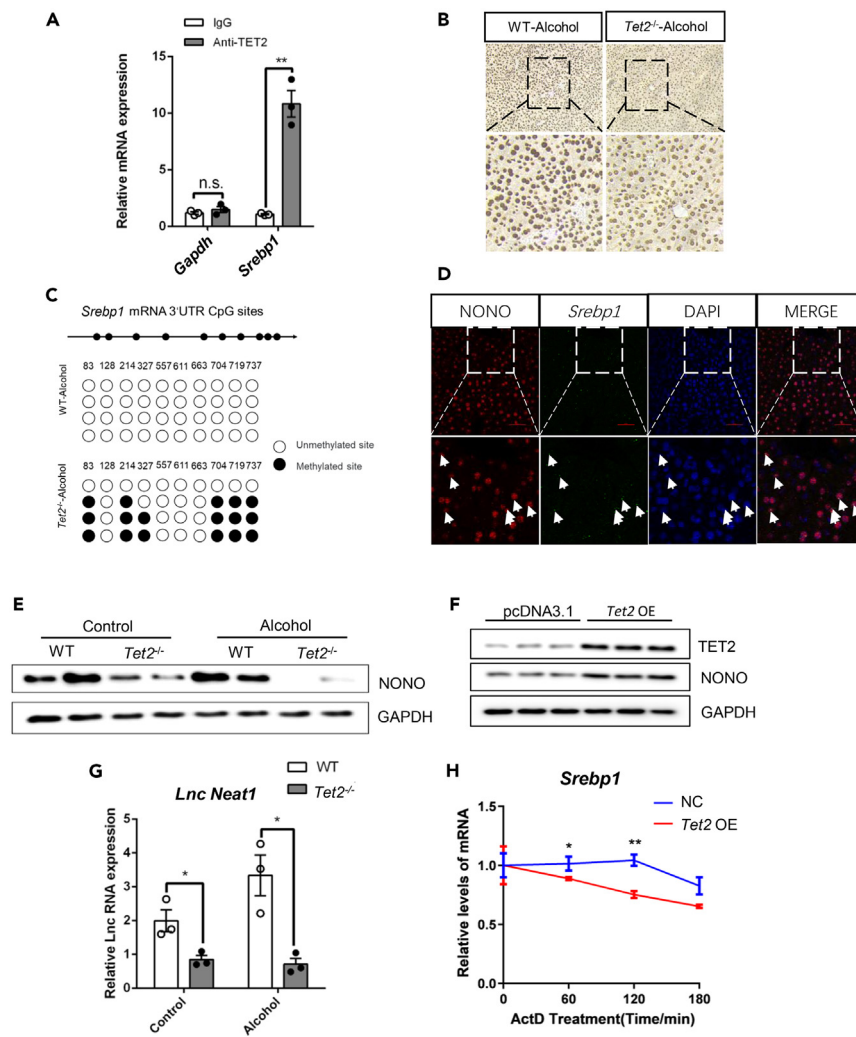 A
IgG
Anti-TET2
Relative mRNA expression
15
10
5
0
n.s.
**
Gapdh
Srebp1
B
WT-Alcohol
Tet2-/--Alcohol
C
Srebp1 mRNA 3'UTR CpG sites
83 128 214 327 557 611 663 704 719 737
WT-Alcohol
Unmethylated site
Methylated site
83 128 214 327 557 611 663 704 719 737
Tet2-/--Alcohol
D
NONO Srebp1 DAPI MERGE
E
Control Alcohol
WT Tet2-/- WT Tet2-/-
NONO
GAPDH
F
pcDNA3.1 Tet2 OE
TET2
NONO
GAPDH
G
WT
Tet2-/-
Lnc Neat1
Relative Lnc RNA expression
5
4
3
2
1
0
*
*
Control
Alcohol
H
Srebp1
NC
Tet2 OE
Relative levels of mRNA
1.5
1.0
0.5
0.0
*
**
0 60 120 180
ActD Treatment(Time/min)